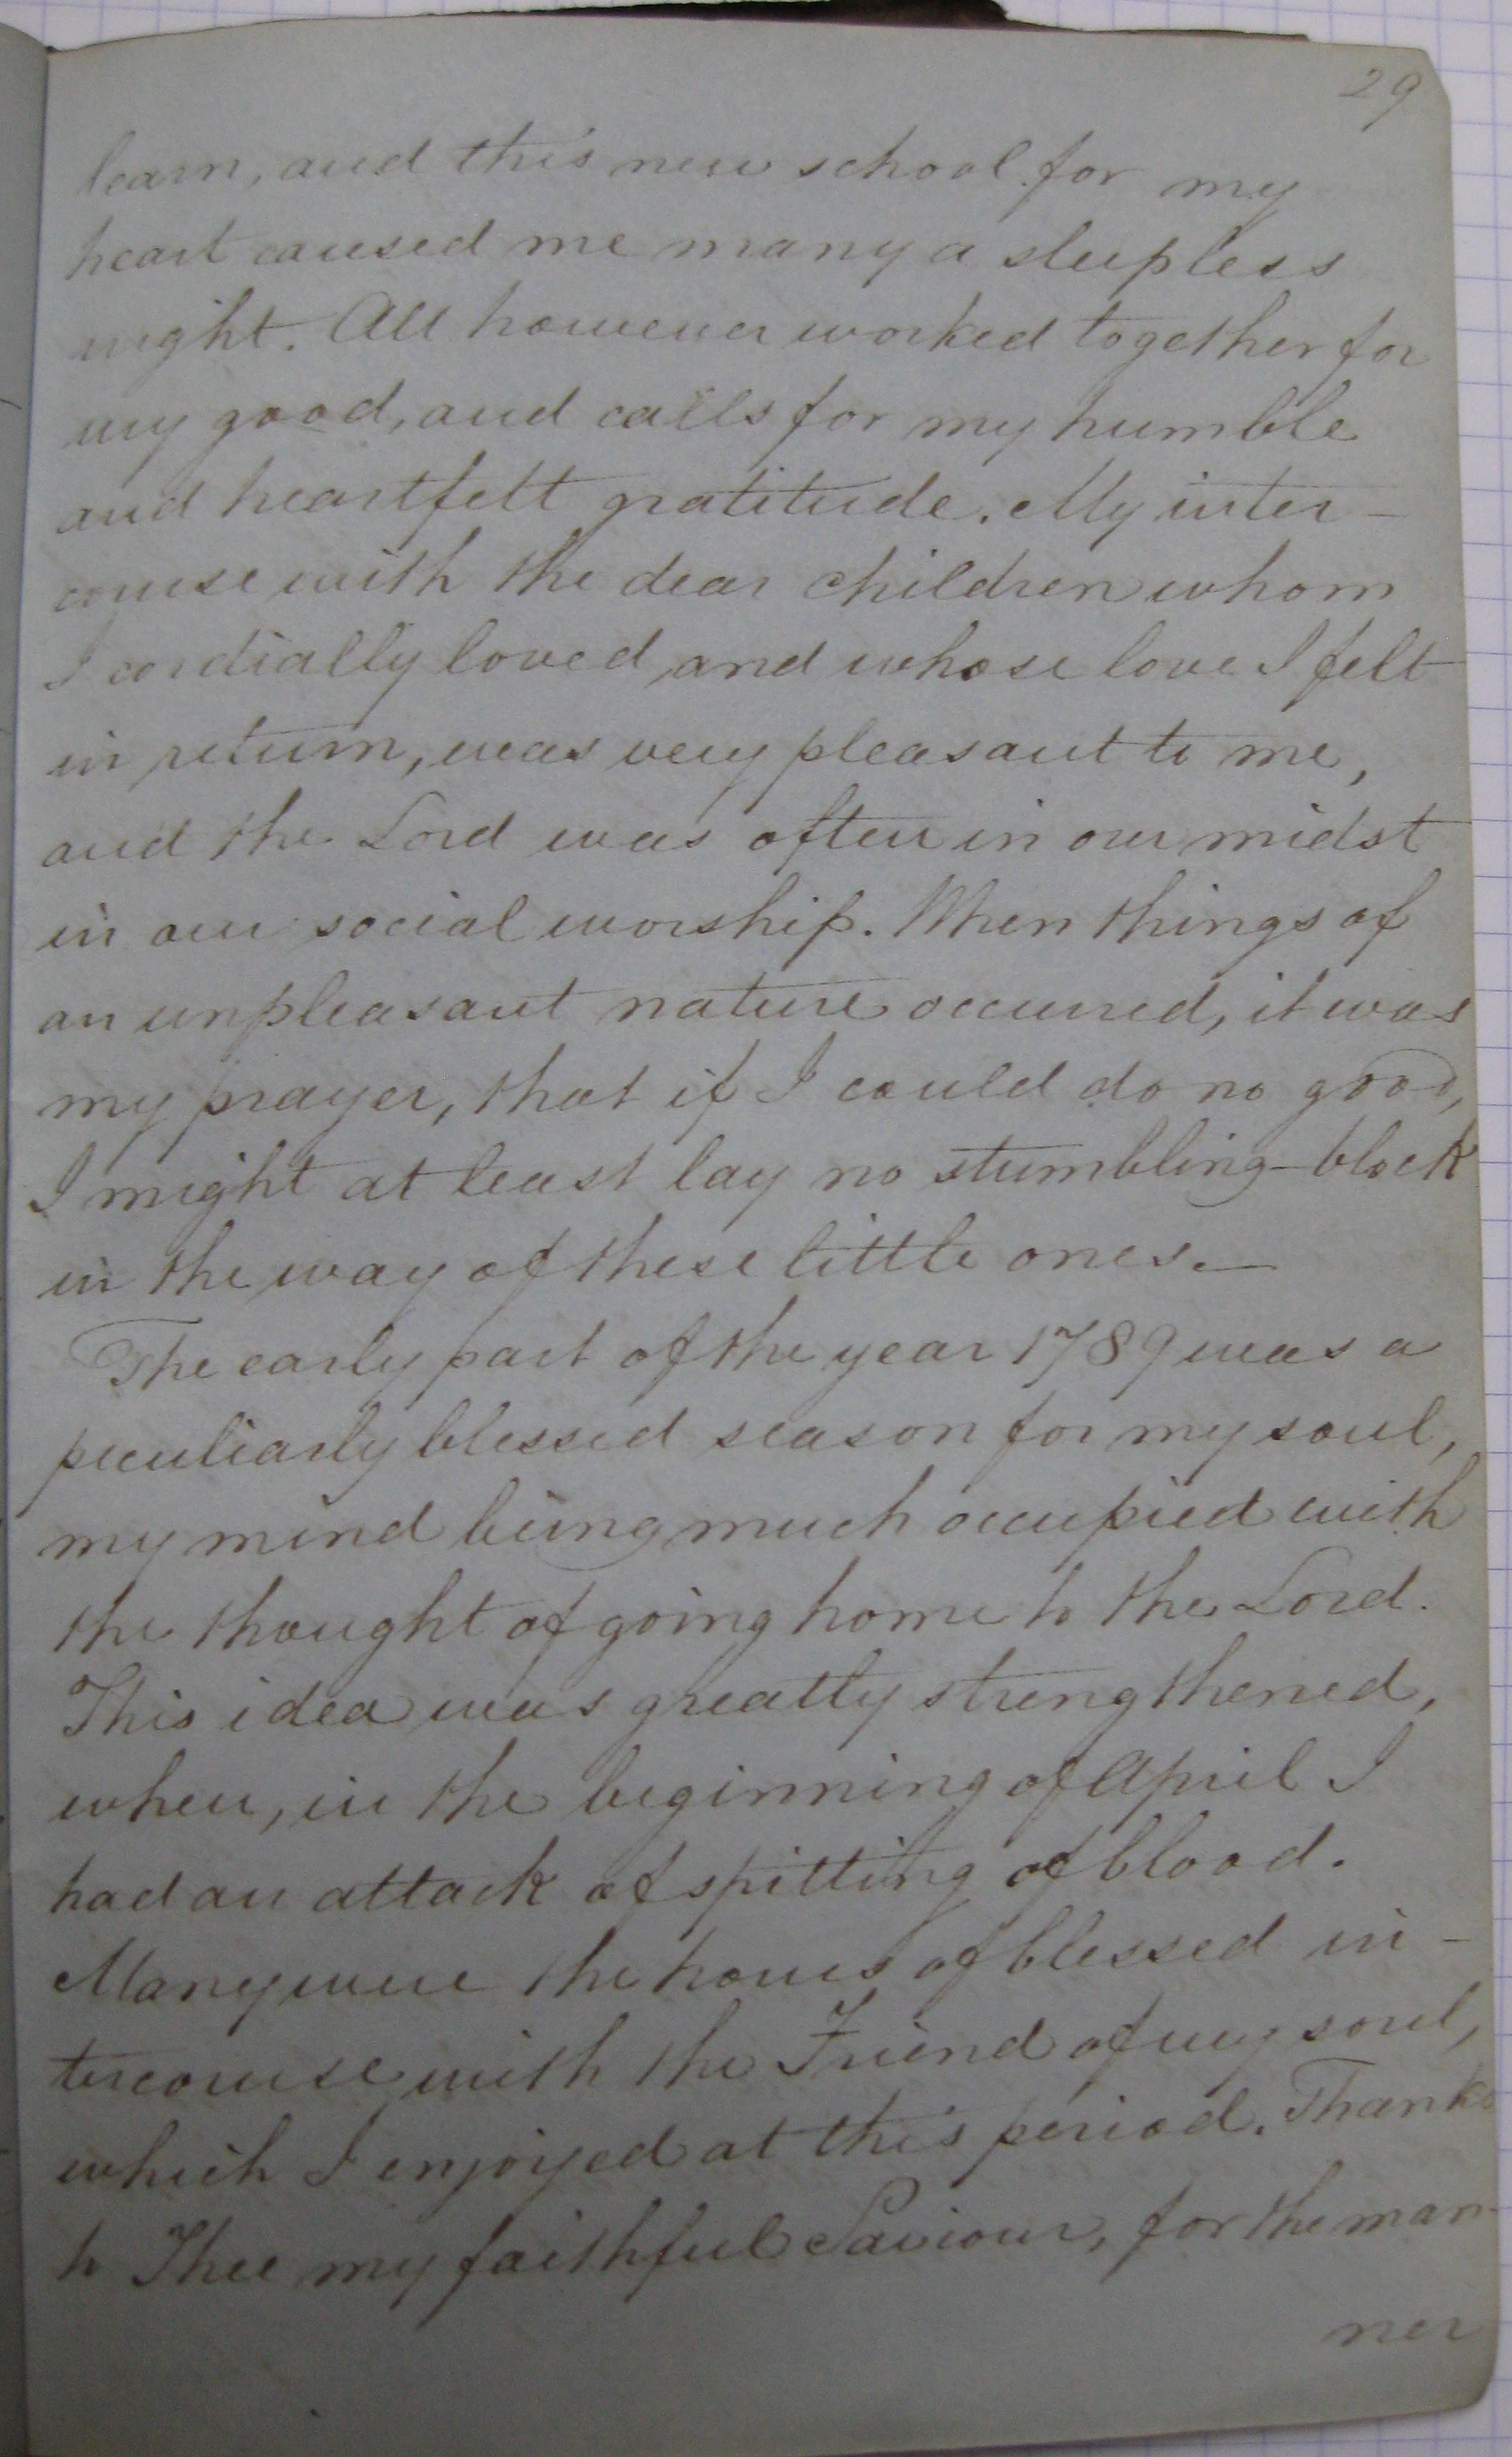 29
learn, and this new school for my
heart caused me many a sleepless
night. All however worked together for
my good, and calls for my humble
and heartfelt gratitude. My inter-
course with the dear children whom
I cordially loved and whose love I felt
in return, was very pleasant to me,
and the Lord was often in our midst
in our social worship. When things of
an unpleasant nature occurred, it was
my prayer, that if I could do no good,
I might at least lay no stumbling-block
in the way of these little ones.—
The early part of the year 1789 was a
peculiarly blessed season for my soul,
my mind being much occupied with
the thought of going home to the Lord.
This idea was greatly strengthened,
when, in the beginning of April I
had an attack of spitting of blood.
Many were the hours of blessed in-
tercourse with the Friend of my soul,
which I enjoyed at this period. Thanks
to Thee my faithful Saviour, for the man-
ner